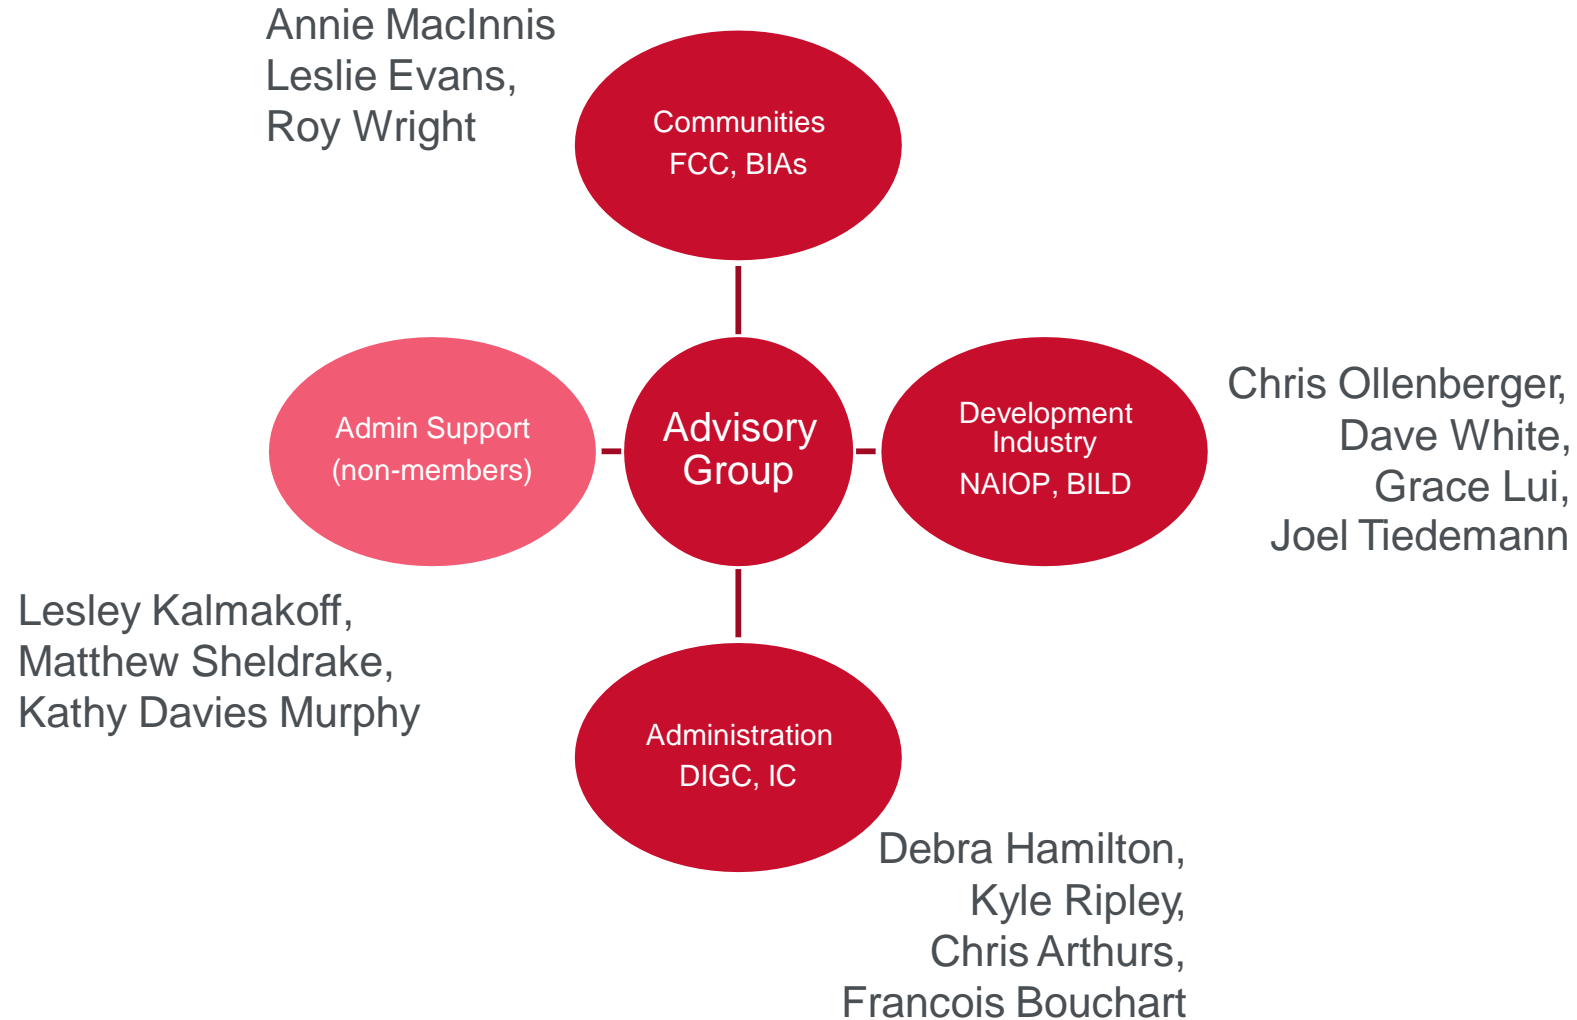 Annie MacInnis
Leslie Evans,
Roy Wright
Communities
FCC, BIAs
Admin Support
(non-members)
Advisory
Group
Development
Industry
NAIOP, BILD
Chris Ollenberger,
Dave White,
Grace Lui,
Joel Tiedemann
Lesley Kalmakoff,
Matthew Sheldrake,
Kathy Davies Murphy
Administration
DIGC, IC
Debra Hamilton,
Kyle Ripley,
Chris Arthurs,
Francois Bouchart